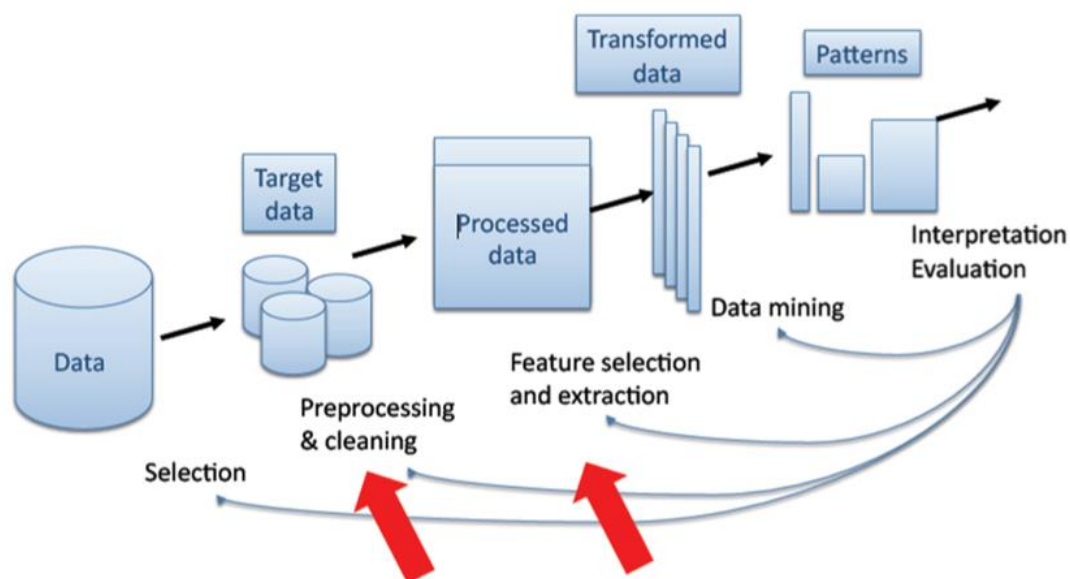 Transformed
data
Patterns
Target
data
Processed
data
Data
Interpretation
Evaluation
Data mining
Feature selection
and extraction
Preprocessing
& cleaning
Selection